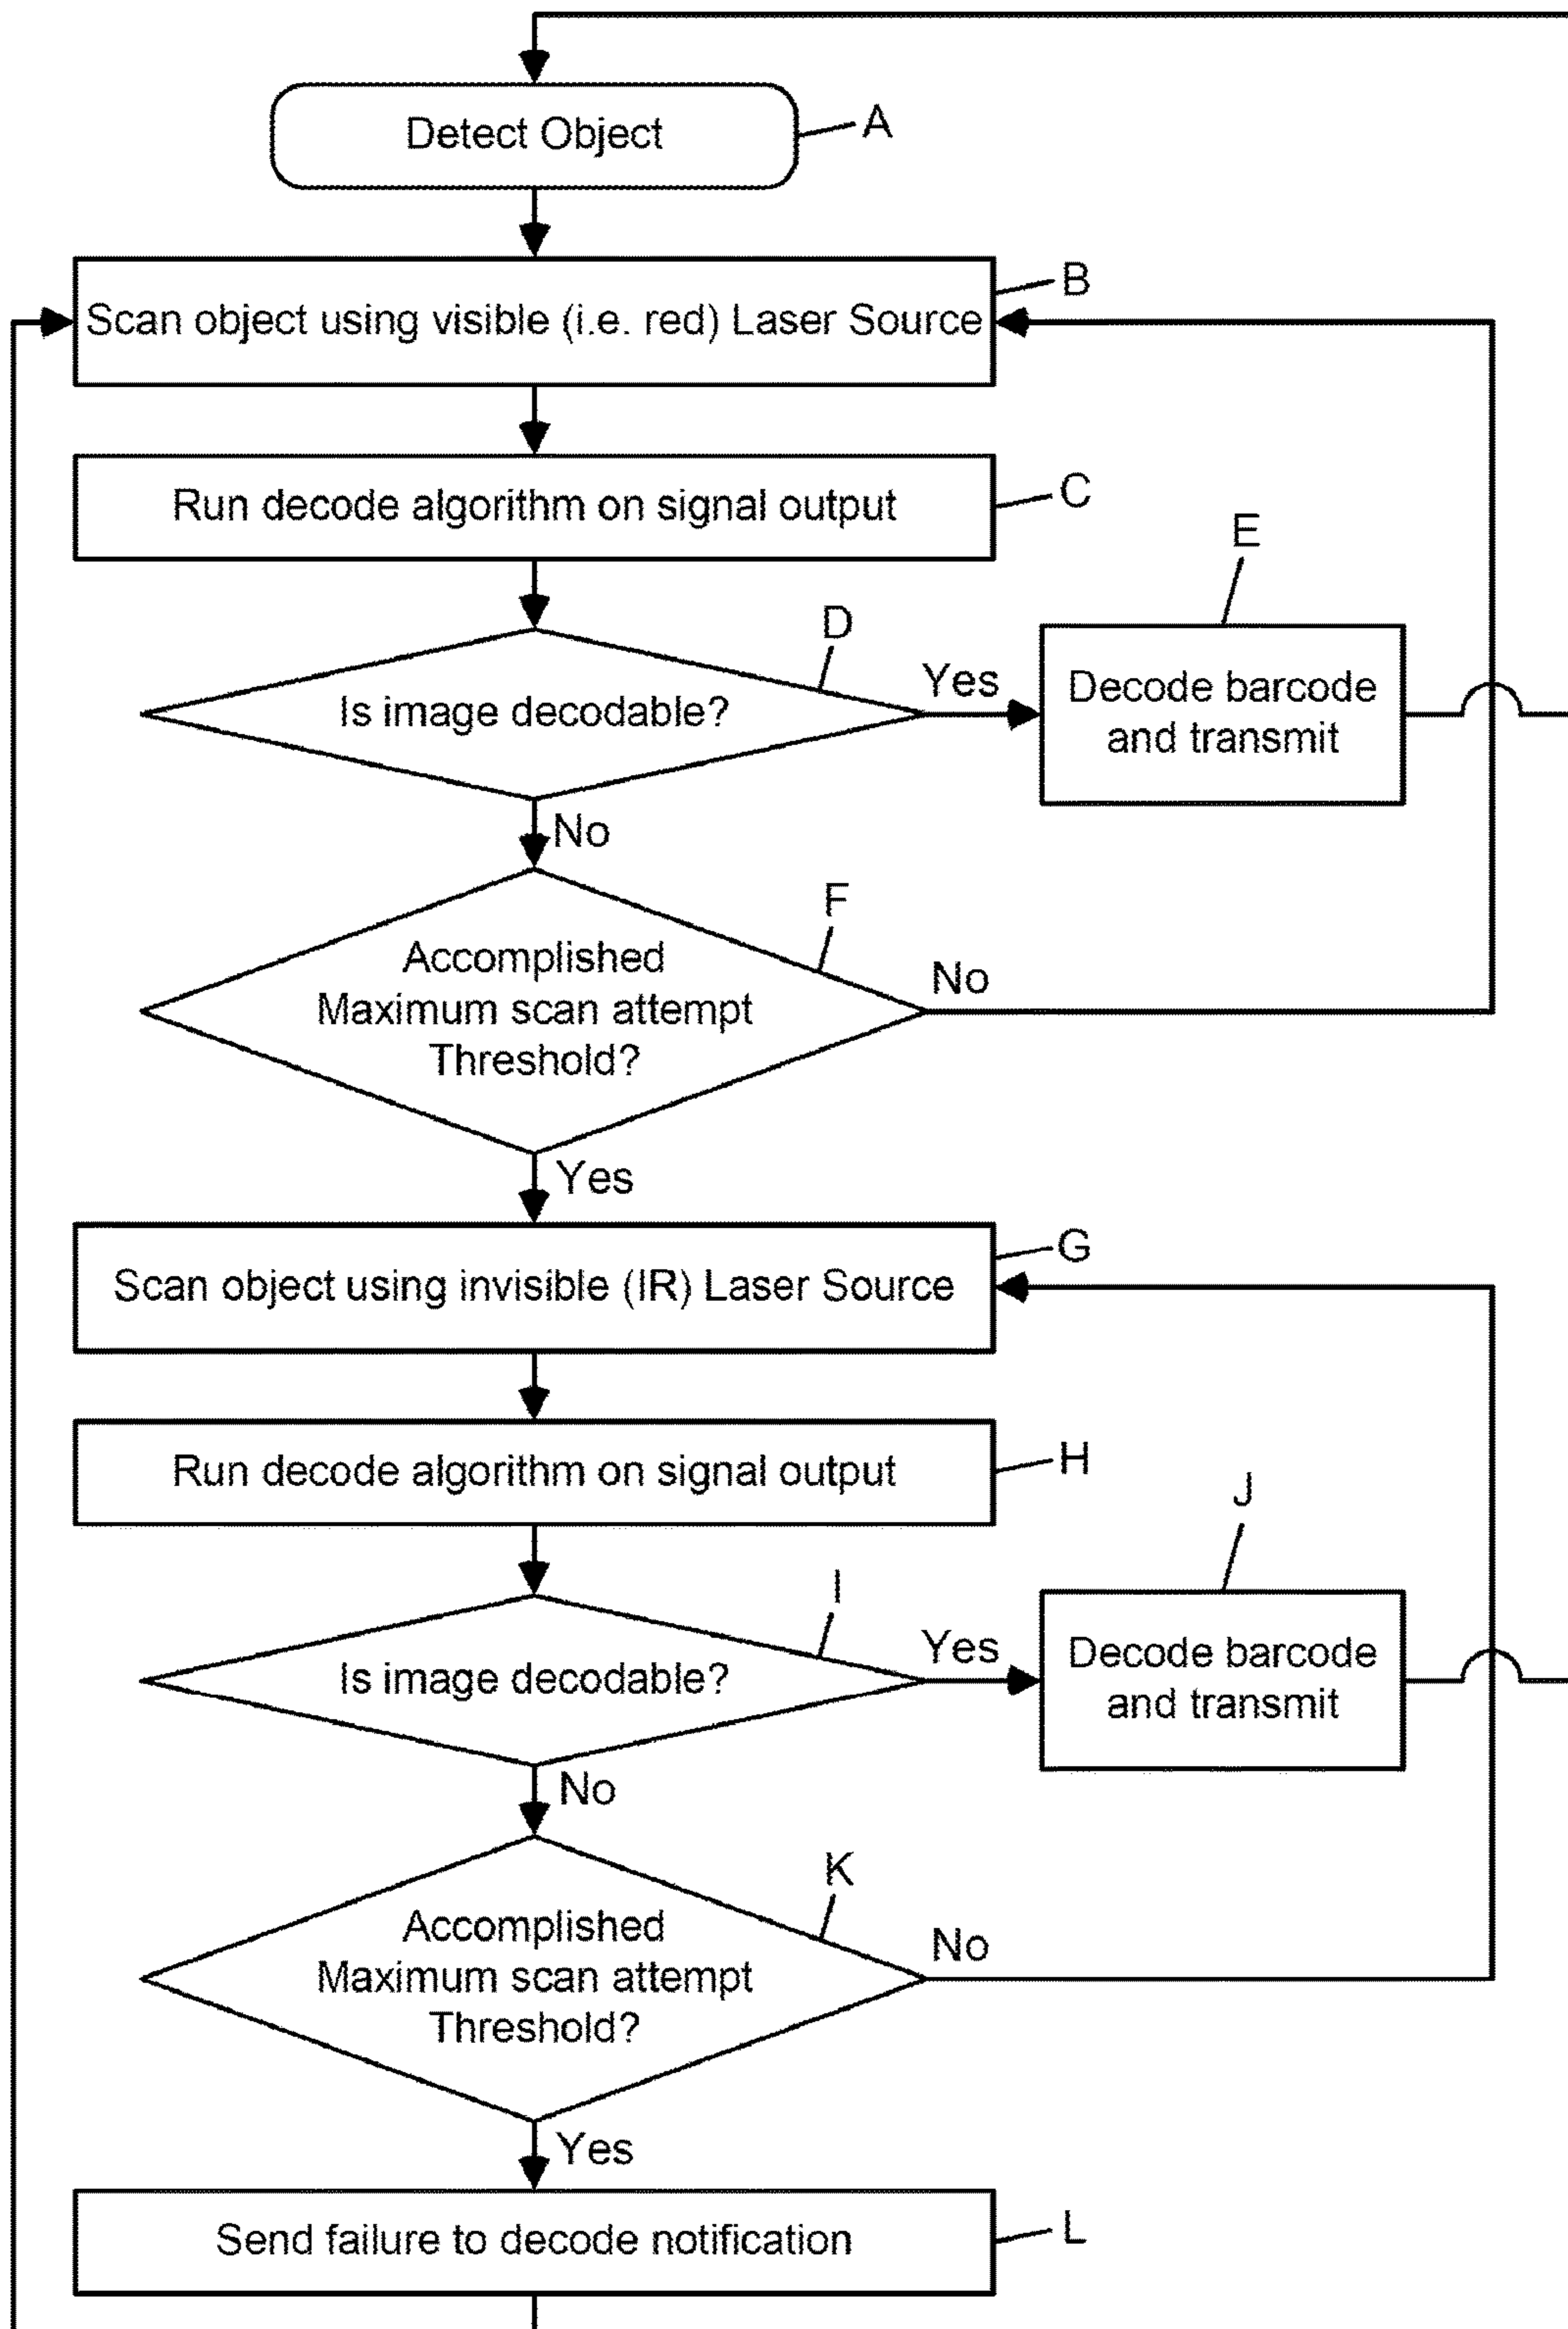 Detect Object
A
B
Scan object using visible (i.e. red) Laser Source
Run decode algorithm on signal output
C
E
D
Is image decodable?
Yes
Decode barcode
and transmit
No
F
Accomplished
Maximum scan attempt
Threshold?
No
Yes
G
Scan object using invisible (IR) Laser Source
Run decode algorithm on signal output
H
J
I
Is image decodable?
Yes
Decode barcode
and transmit
No
K
Accomplished
Maximum scan attempt
Threshold?
No
Yes
Send failure to decode notification
L